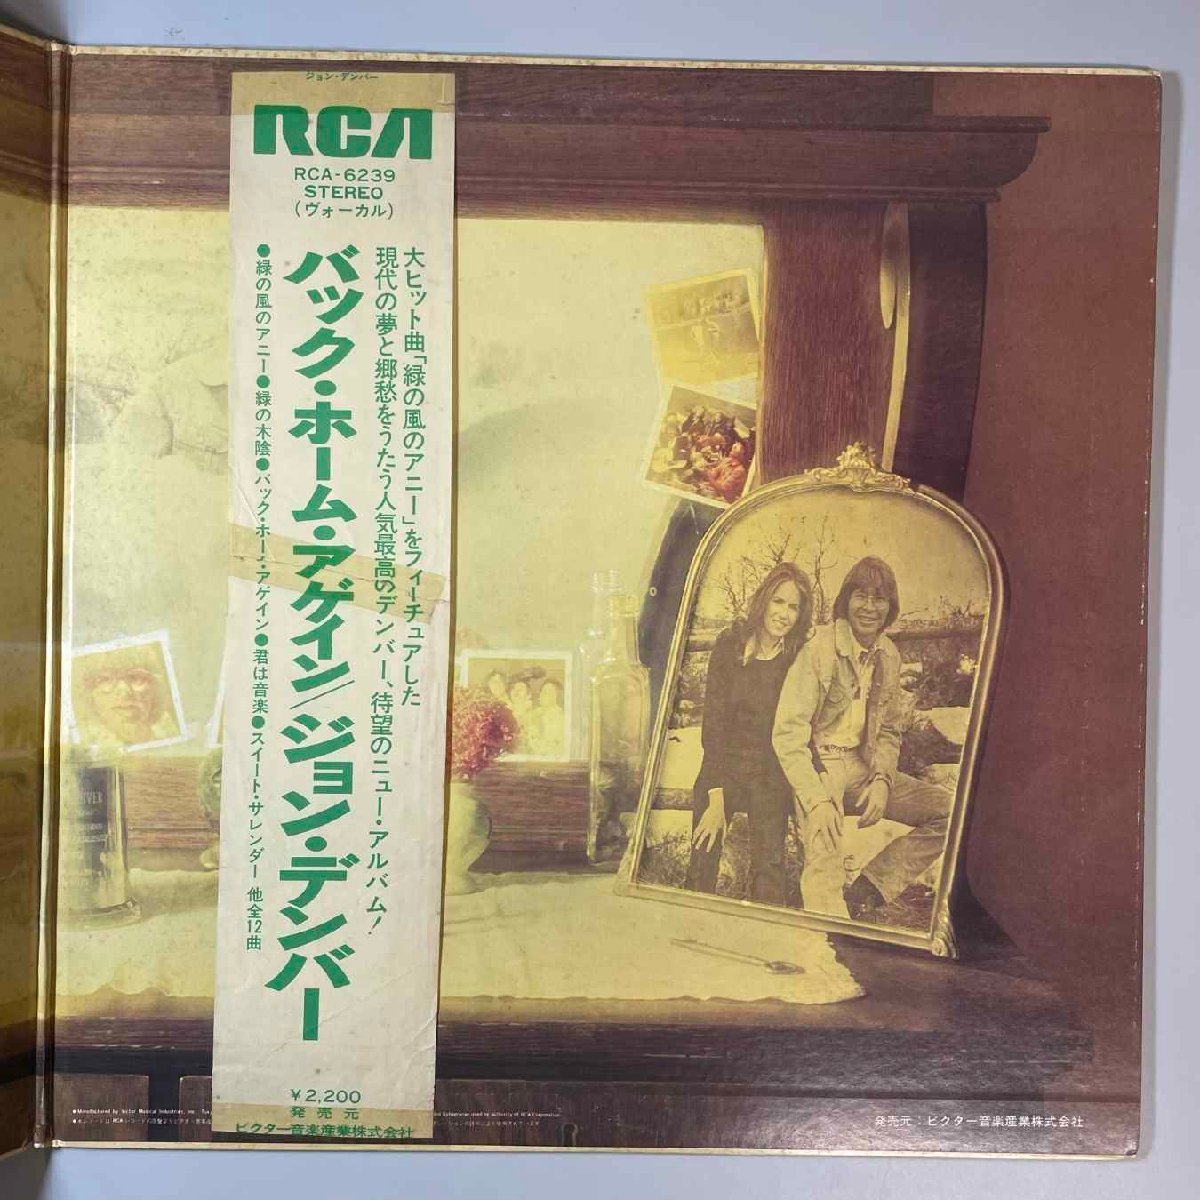 ジョン・デンバー
RCA
RCA-6239
STEREO
(ヴォーカル)
大ヒット曲「緑の風のアニー」をフィーチュアした
現代の夢と郷愁をうたう人気最高のデンバー、待望のニュー・アルバム!
バック・ホーム・アゲイン/ジョン・デンバー
●緑の風のアニー●緑の木陰●バック・ホーム・アゲイン●君は音楽●スイート・サレンダー 他全12曲
¥2,200
発売元
ビクター音楽産業株式会社
●Manufactured by Victor Musical Industries, Inc.
発売元：ビクター音楽産業株式会社